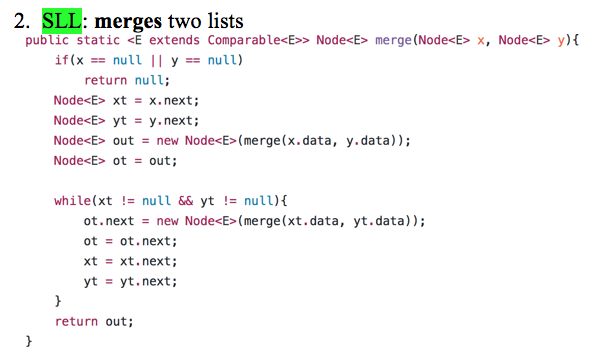 2. SLL: merges two lists
public static <E extends Comparable<E>> Node<E> merge(Node<E> x, Node<E> y){
    if(x == null || y == null)
        return null;
    Node<E> xt = x.next;
    Node<E> yt = y.next;
    Node<E> out = new Node<E>(merge(x.data, y.data));
    Node<E> ot = out;

    while(xt != null && yt != null){
        ot.next = new Node<E>(merge(xt.data, yt.data));
        ot = ot.next;
        xt = xt.next;
        yt = yt.next;
    }
    return out;
}